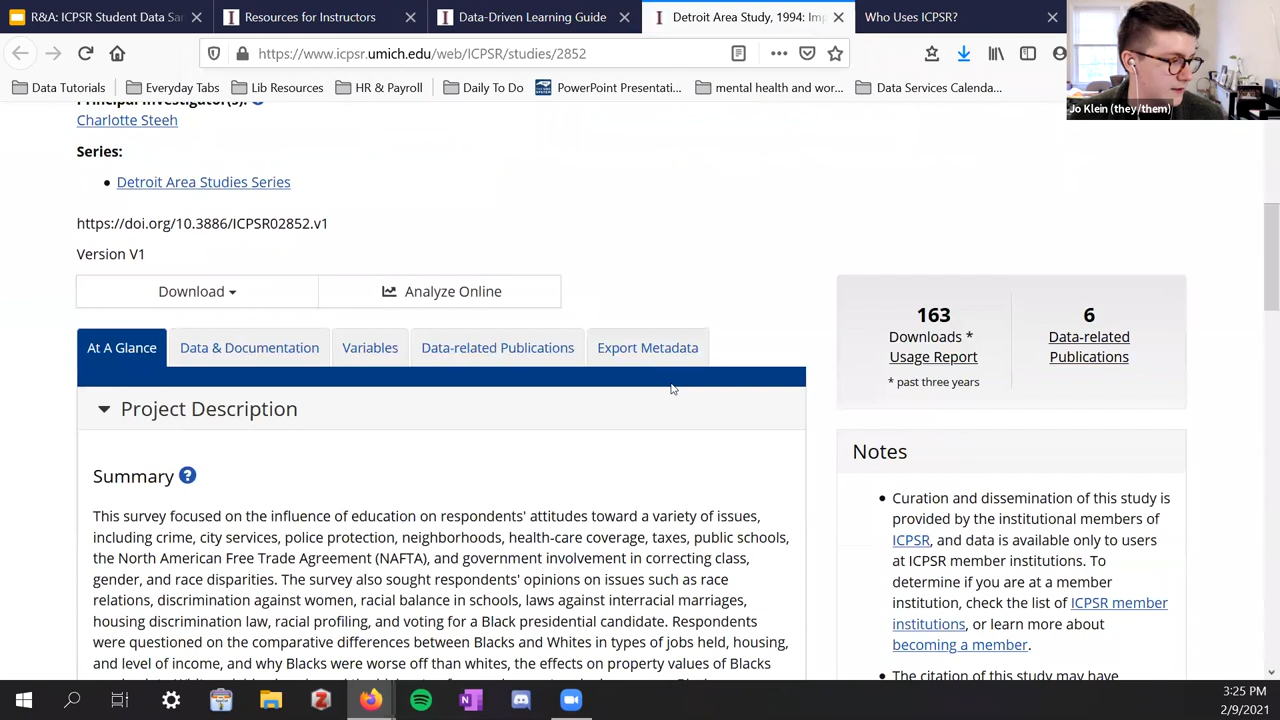 R&A: ICPSR Student Data Sa
Resources for Instructors
Data-Driven Learning Guide
Detroit Area Study, 1994: Imp
Who Uses ICPSR?
https://www.icpsr.umich.edu/web/ICPSR/studies/2852
Data Tutorials
Everyday Tabs
Lib Resources
HR & Payroll
Daily To Do
PowerPoint Presentati...
mental health and wor...
Data Services Calenda...
Jo Klein (they/them)
Principal Investigator(s):
Charlotte Steeh
Series:
Detroit Area Studies Series
https://doi.org/10.3886/ICPSR02852.v1
Version V1
Download
Analyze Online
At A Glance
Data & Documentation
Variables
Data-related Publications
Export Metadata
Project Description
Summary ?
This survey focused on the influence of education on respondents' attitudes toward a variety of issues,
including crime, city services, police protection, neighborhoods, health-care coverage, taxes, public schools,
the North American Free Trade Agreement (NAFTA), and government involvement in correcting class,
gender, and race disparities. The survey also sought respondents' opinions on issues such as race
relations, discrimination against women, racial balance in schools, laws against interracial marriages,
housing discrimination law, racial profiling, and voting for a Black presidential candidate. Respondents
were questioned on the comparative differences between Blacks and Whites in types of jobs held, housing,
and level of income, and why Blacks were worse off than whites, the effects on property values of Blacks
163
Downloads *
Usage Report
* past three years
6
Data-related
Publications
Notes
Curation and dissemination of this study is
provided by the institutional members of
ICPSR, and data is available only to users
at ICPSR member institutions. To
determine if you are at a member
institution, check the list of ICPSR member
institutions, or learn more about
becoming a member.
The citation of this study may have
3:25 PM
2/9/2021